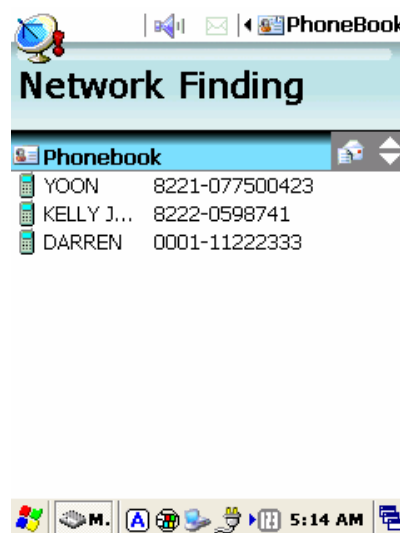 PhoneBook
Network Finding
Phonebook
YOON 8221-077500423
KELLY J... 8222-0598741
DARREN 0001-11222333
M. A 5:14 AM